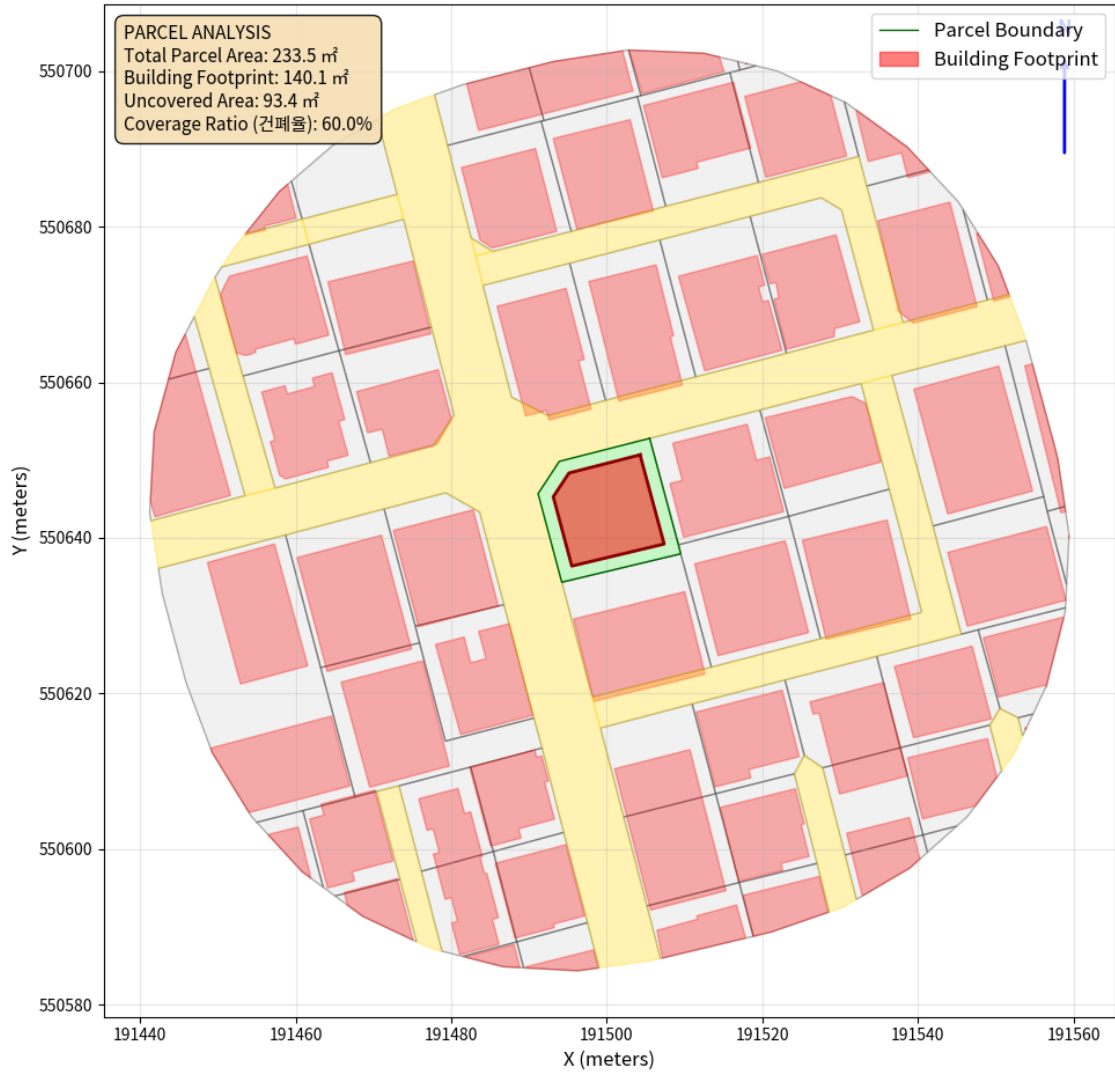 PARCEL ANALYSIS
Total Parcel Area: 233.5 ㎡
Building Footprint: 140.1 ㎡
Uncovered Area: 93.4 ㎡
Coverage Ratio (건폐율): 60.0%
Parcel Boundary
Building Footprint
N
550700
550680
550660
550640
550620
550600
550580
Y (meters)
191440
191460
191480
191500
191520
191540
191560
X (meters)